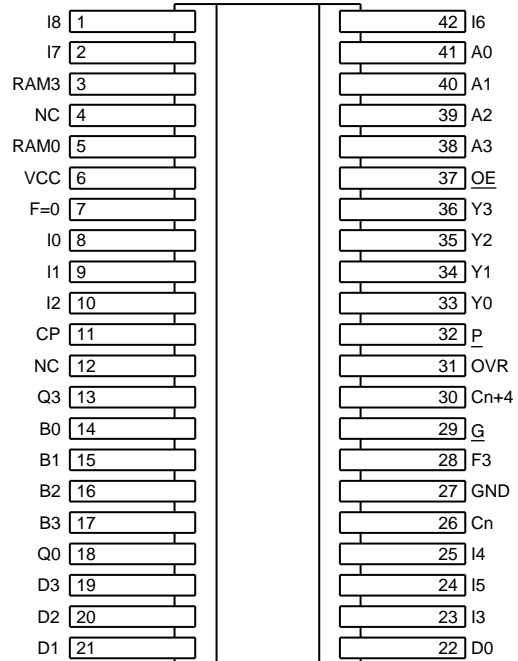 I8 1 42 I6
I7 2 41 A0
RAM3 3 40 A1
NC 4 39 A2
RAM0 5 38 A3
VCC 6 37 OE
F=0 7 36 Y3
I0 8 35 Y2
I1 9 34 Y1
I2 10 33 Y0
CP 11 32 P
NC 12 31 OVR
Q3 13 30 Cn+4
B0 14 29 G
B1 15 28 F3
B2 16 27 GND
B3 17 26 Cn
Q0 18 25 I4
D3 19 24 I5
D2 20 23 I3
D1 21 22 D0